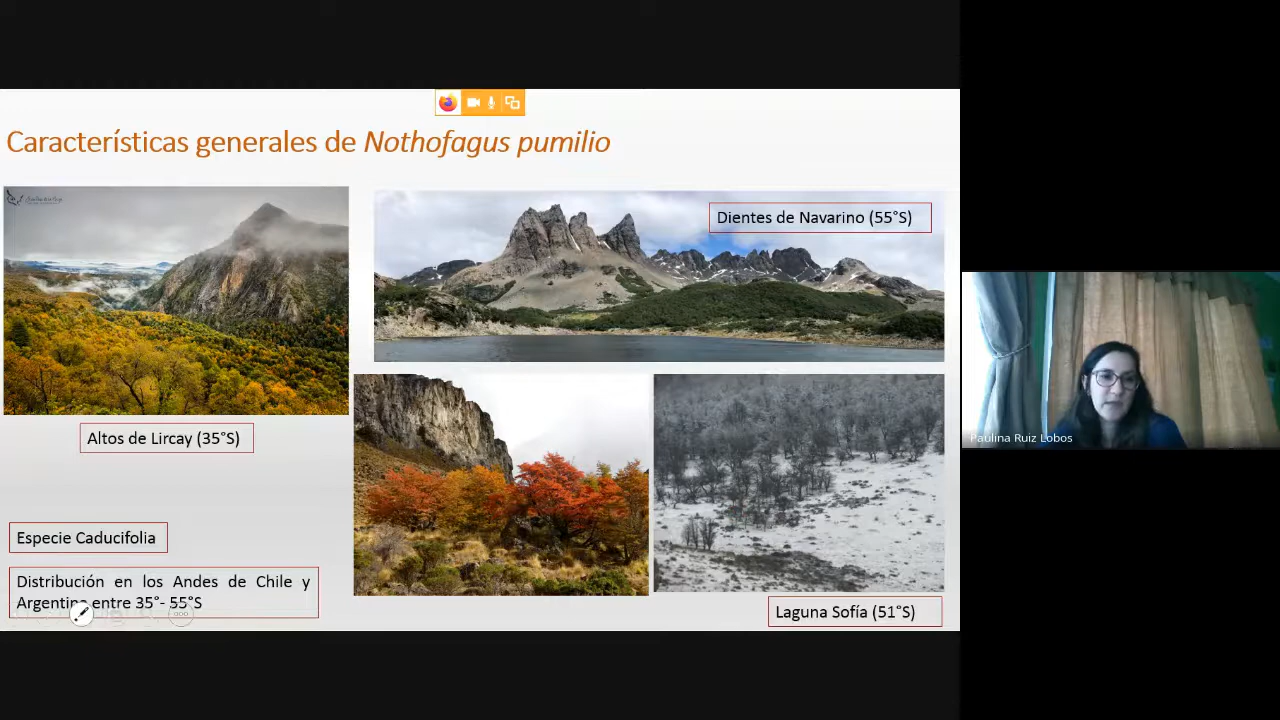 Características generales de Nothofagus pumilio
Dientes de Navarino (55°S)
Altos de Lircay (35°S)
Paulina Ruiz Lobos
Especie Caducifolia
Distribución en los Andes de Chile y
Argentina entre 35°- 55°S
Laguna Sofía (51°S)